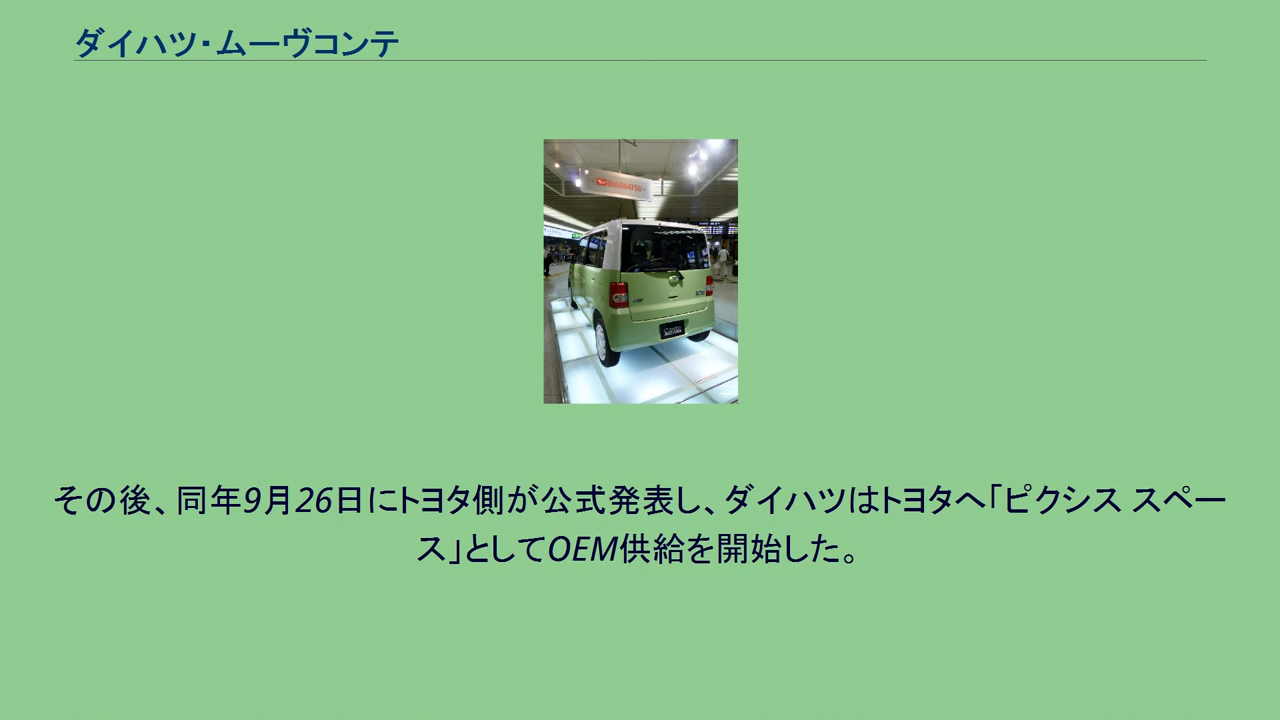 ダイハツ・ムーヴコンテ
DAIHATSU
Conte
その後、同年9月26日にトヨタ側が公式発表し、ダイハツはトヨタへ「ピクシス スペー
ス」としてOEM供給を開始した。